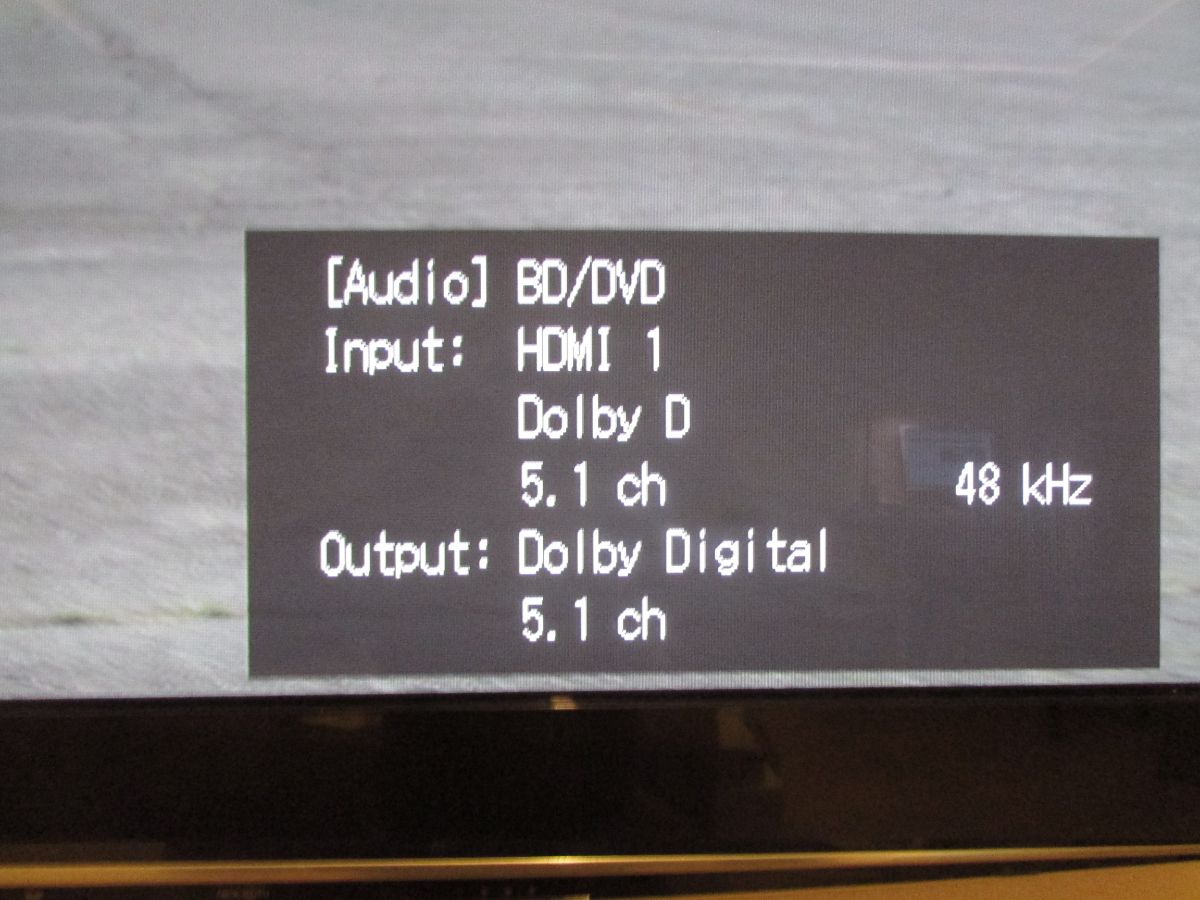 [Audio] BD/DVD
Input: HDMI 1
Dolby D
5.1 ch 48 kHz
Output: Dolby Digital
5.1 ch